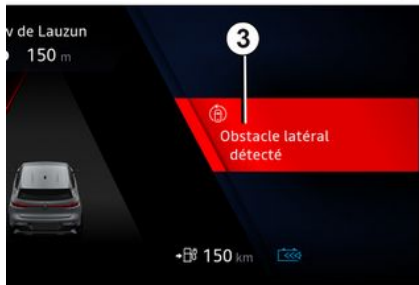 v de Lauzun
150 m
3
Obstacle latéral
détecté
150 km